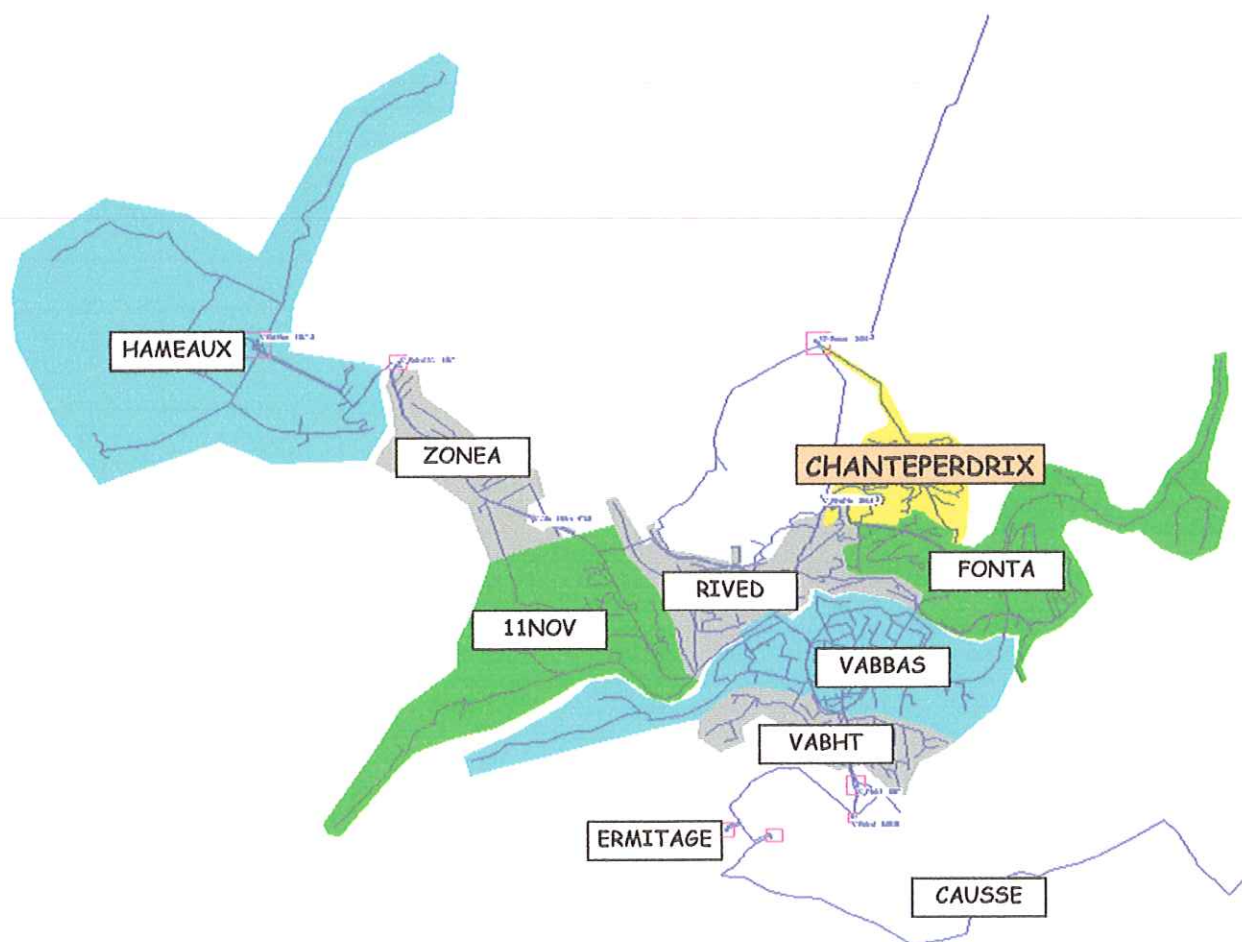 HAMEAUX
ZONEA
CHANTEPERDRIX
FONTA
RIVED
11NOV
VABBAS
VABHT
ERMITAGE
CAUSSE